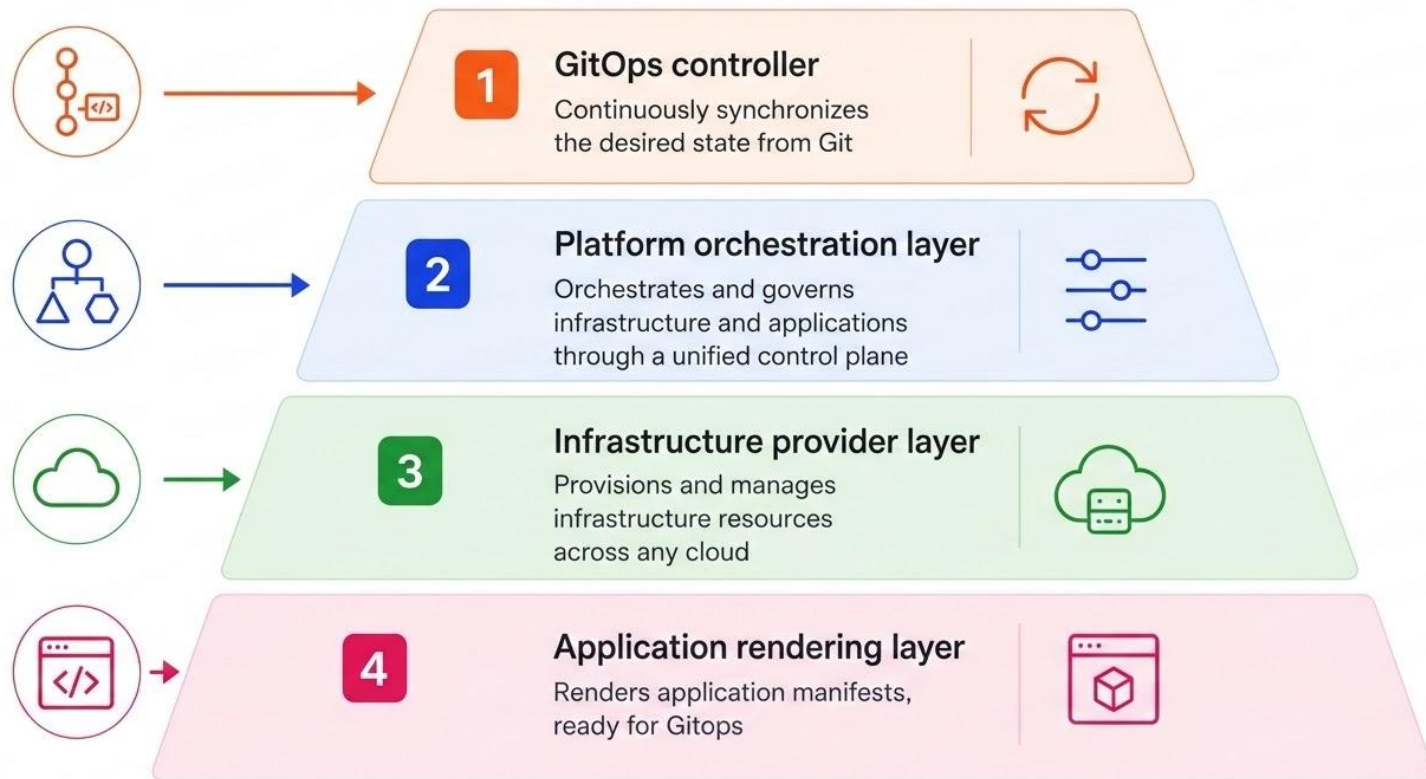 1
GitOps controller
Continuously synchronizes
the desired state from Git
</>
2
Platform orchestration layer
Orchestrates and governs
infrastructure and applications
through a unified control plane
3
Infrastructure provider layer
Provisions and manages
infrastructure resources
across any cloud
4
Application rendering layer
Renders application manifests,
ready for Gitops
</>